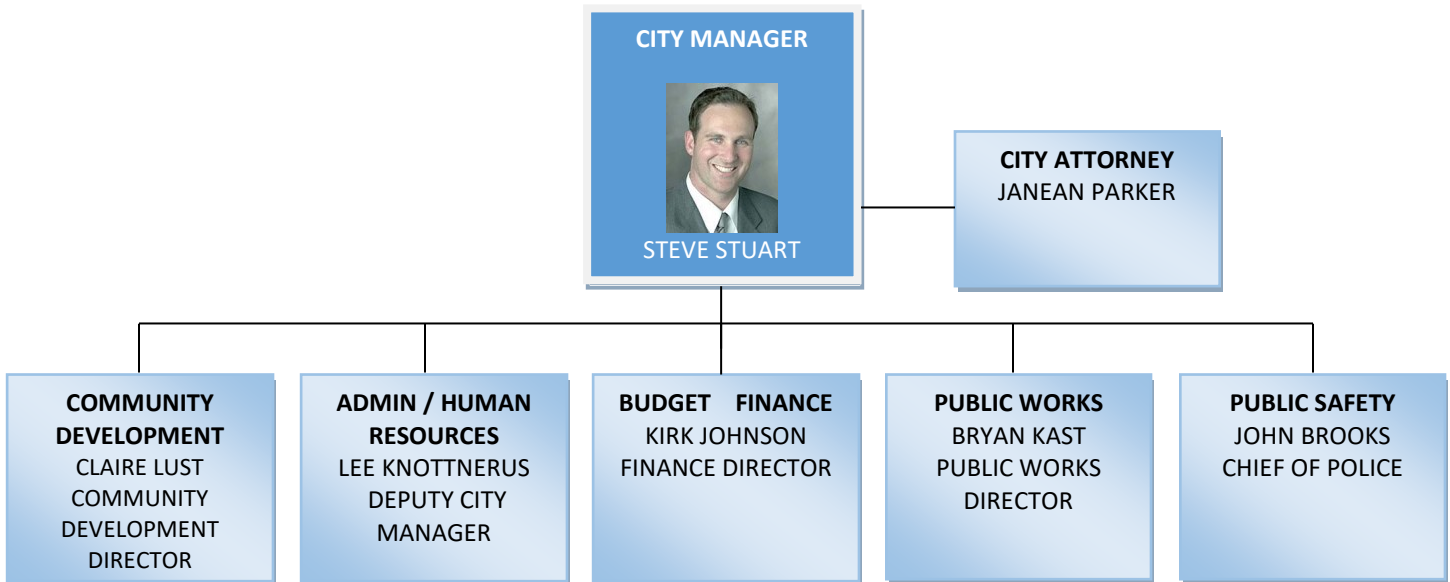 CITY MANAGER
STEVE STUART
CITY ATTORNEY
JANEAN PARKER
COMMUNITY
DEVELOPMENT
CLAIRE LUST
COMMUNITY
DEVELOPMENT
DIRECTOR
ADMIN / HUMAN
RESOURCES
LEE KNOTTNERUS
DEPUTY CITY
MANAGER
BUDGET FINANCE
KIRK JOHNSON
FINANCE DIRECTOR
PUBLIC WORKS
BRYAN KAST
PUBLIC WORKS
DIRECTOR
PUBLIC SAFETY
JOHN BROOKS
CHIEF OF POLICE